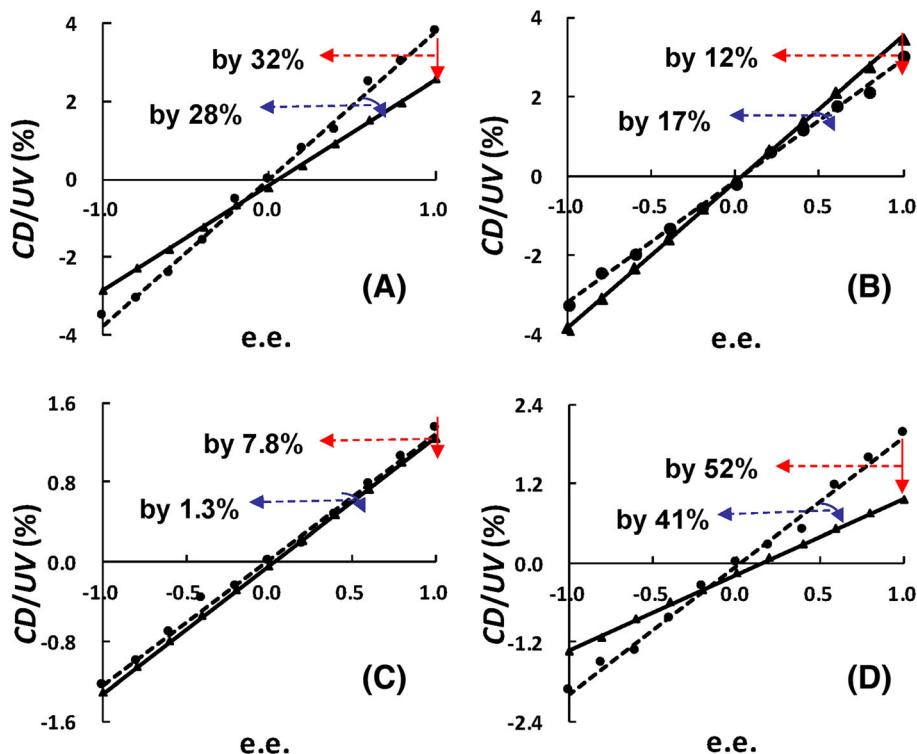 4
by 32%
2
by 28%
0
-1.0
0.0
1.0
-2
-4
CD/UV (%)
(A)
e.e.
4
by 12%
2
by 17%
0
-1.0
-0.5
0.0
0.5
1.0
-2
-4
CD/UV (%)
(B)
e.e.
1.6
by 7.8%
0.8
by 1.3%
0.0
-1.0
-0.5
0.0
0.5
1.0
-0.8
-1.6
CD/UV (%)
(C)
e.e.
2.4
by 52%
1.2
by 41%
0.0
-1.0
-0.5
0.0
0.5
1.0
-1.2
-2.4
CD/UV (%)
(D)
e.e.